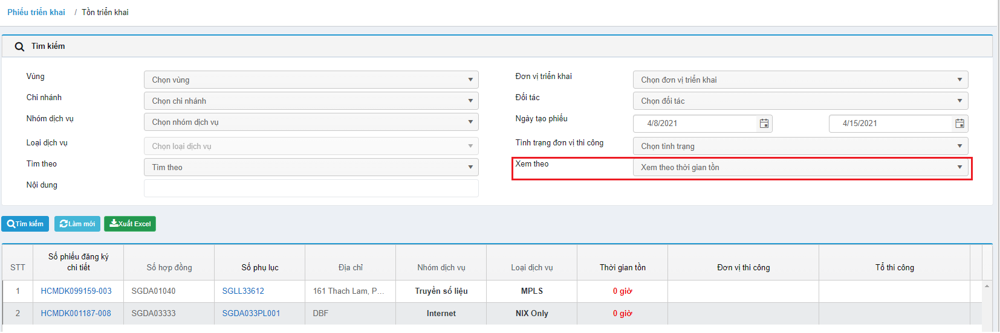 Phiếu triển khai / Tồn triển khai
Tìm kiếm
Vùng Chọn vùng Đơn vị triển khai Chọn đơn vị triển khai
Chi nhánh Chọn chi nhánh Đối tác Chọn đối tác
Nhóm dịch vụ Chọn nhóm dịch vụ Ngày tạo phiếu 4/8/2021 4/15/2021
Loại dịch vụ Chọn loại dịch vụ Tình trạng đơn vị thi công Chọn tình trạng
Tìm theo Tìm theo Xem theo Xem theo thời gian tồn
Nội dung
Tìm kiếm Làm mới Xuất Excel
STT Số phiếu đăng ký chi tiết Số hợp đồng Số phụ lục Địa chỉ Nhóm dịch vụ Loại dịch vụ Thời gian tồn Đơn vị thi công Tổ thi công
1 HCMDK099159-003 SGDA01040 SGLL33612 161 Thach Lam, P... Truyền số liệu MPLS 0 giờ
2 HCMDK001187-008 SGDA03333 SGDA033PL001 DBF Internet NIX Only 0 giờ